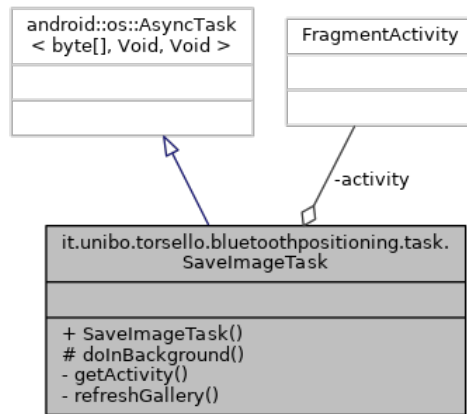 android::os::AsyncTask
< byte[], Void, Void >
FragmentActivity
-activity
it.unibo.torsello.bluetoothpositioning.task.
SaveImageTask
+ SaveImageTask()
# doInBackground()
- getActivity()
- refreshGallery()